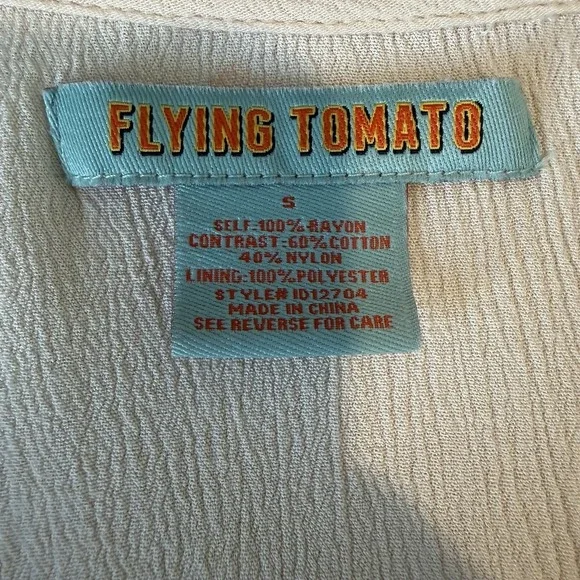 FLYING TOMATO
S
SELF:100% RAYON
CONTRAST:60% COTTON
40% NYLON
LINING:100% POLYESTER
STYLE# ID12704
MADE IN CHINA
SEE REVERSE FOR CARE